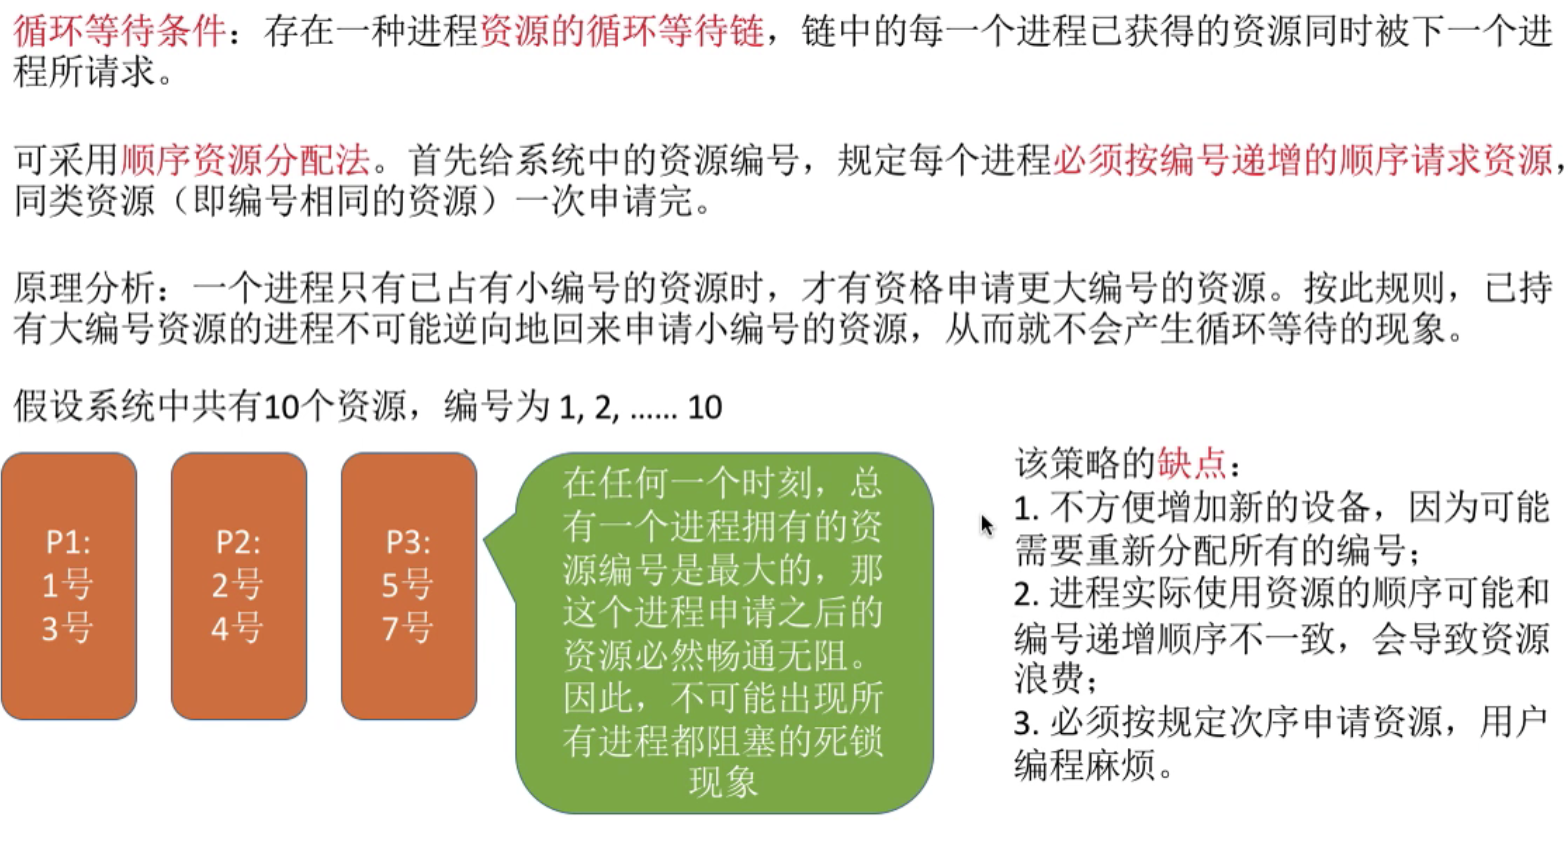 循环等待条件：存在一种进程资源的循环等待链，链中的每一个进程已获得的资源同时被下一个进
程所请求。
可采用顺序资源分配法。首先给系统中的资源编号，规定每个进程必须按编号递增的顺序请求资源，
同类资源（即编号相同的资源）一次申请完。
原理分析：一个进程只有已占有小编号的资源时，才有资格申请更大编号的资源。按此规则，已持
有大编号资源的进程不可能逆向地回来申请小编号的资源，从而就不会产生循环等待的现象。
假设系统中共有10个资源，编号为 1, 2, …… 10
P1:
1号
3号
P2:
2号
4号
P3:
5号
7号
在任何一个时刻，总
有一个进程拥有的资
源编号是最大的，那
这个进程申请之后的
资源必然畅通无阻。
因此，不可能出现所
有进程都阻塞的死锁
现象
该策略的缺点：
1. 不方便增加新的设备，因为可能
需要重新分配所有的编号；
2. 进程实际使用资源的顺序可能和
编号递增顺序不一致，会导致资源
浪费；
3. 必须按规定次序申请资源，用户
编程麻烦。